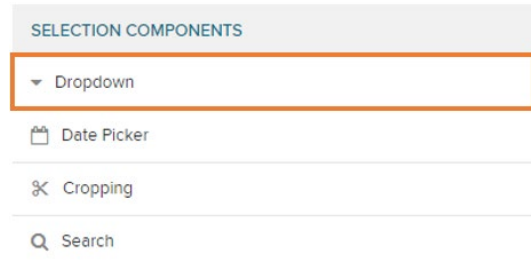 SELECTION COMPONENTS
Dropdown
Date Picker
Cropping
Search